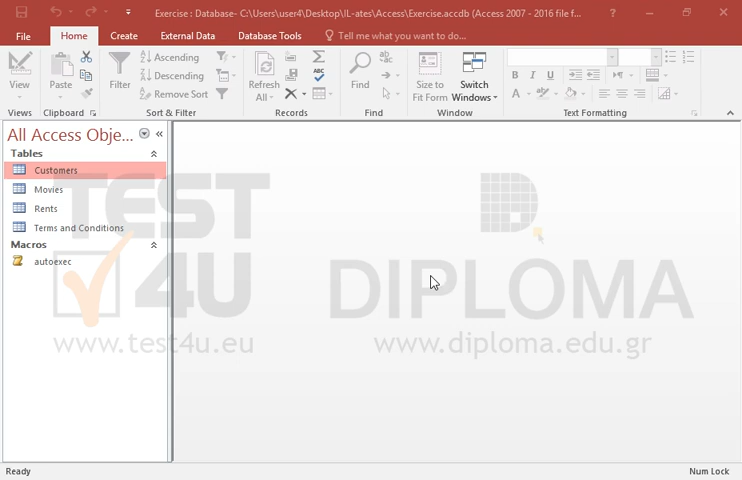 Exercise : Database- C:\Users\user4\Desktop\IL-ates\Access\Exercise.accdb (Access 2007 - 2016 file f...
File Home Create External Data Database Tools Tell me what you want to do...
View
Views
Paste
Clipboard
Filter
Ascending
Descending
Remove Sort
Sort & Filter
Refresh
All
ABC
Records
Find
Find
Size to
Fit Form
Switch
Windows
Window
B I U
A aby
Text Formatting
All Access Obje...
Tables
Customers
Movies
Rents
Terms and Conditions
Macros
autoexec
TEST
4U
www.test4u.eu
D
DIPLOMA
www.diploma.edu.gr
Ready
Num Lock